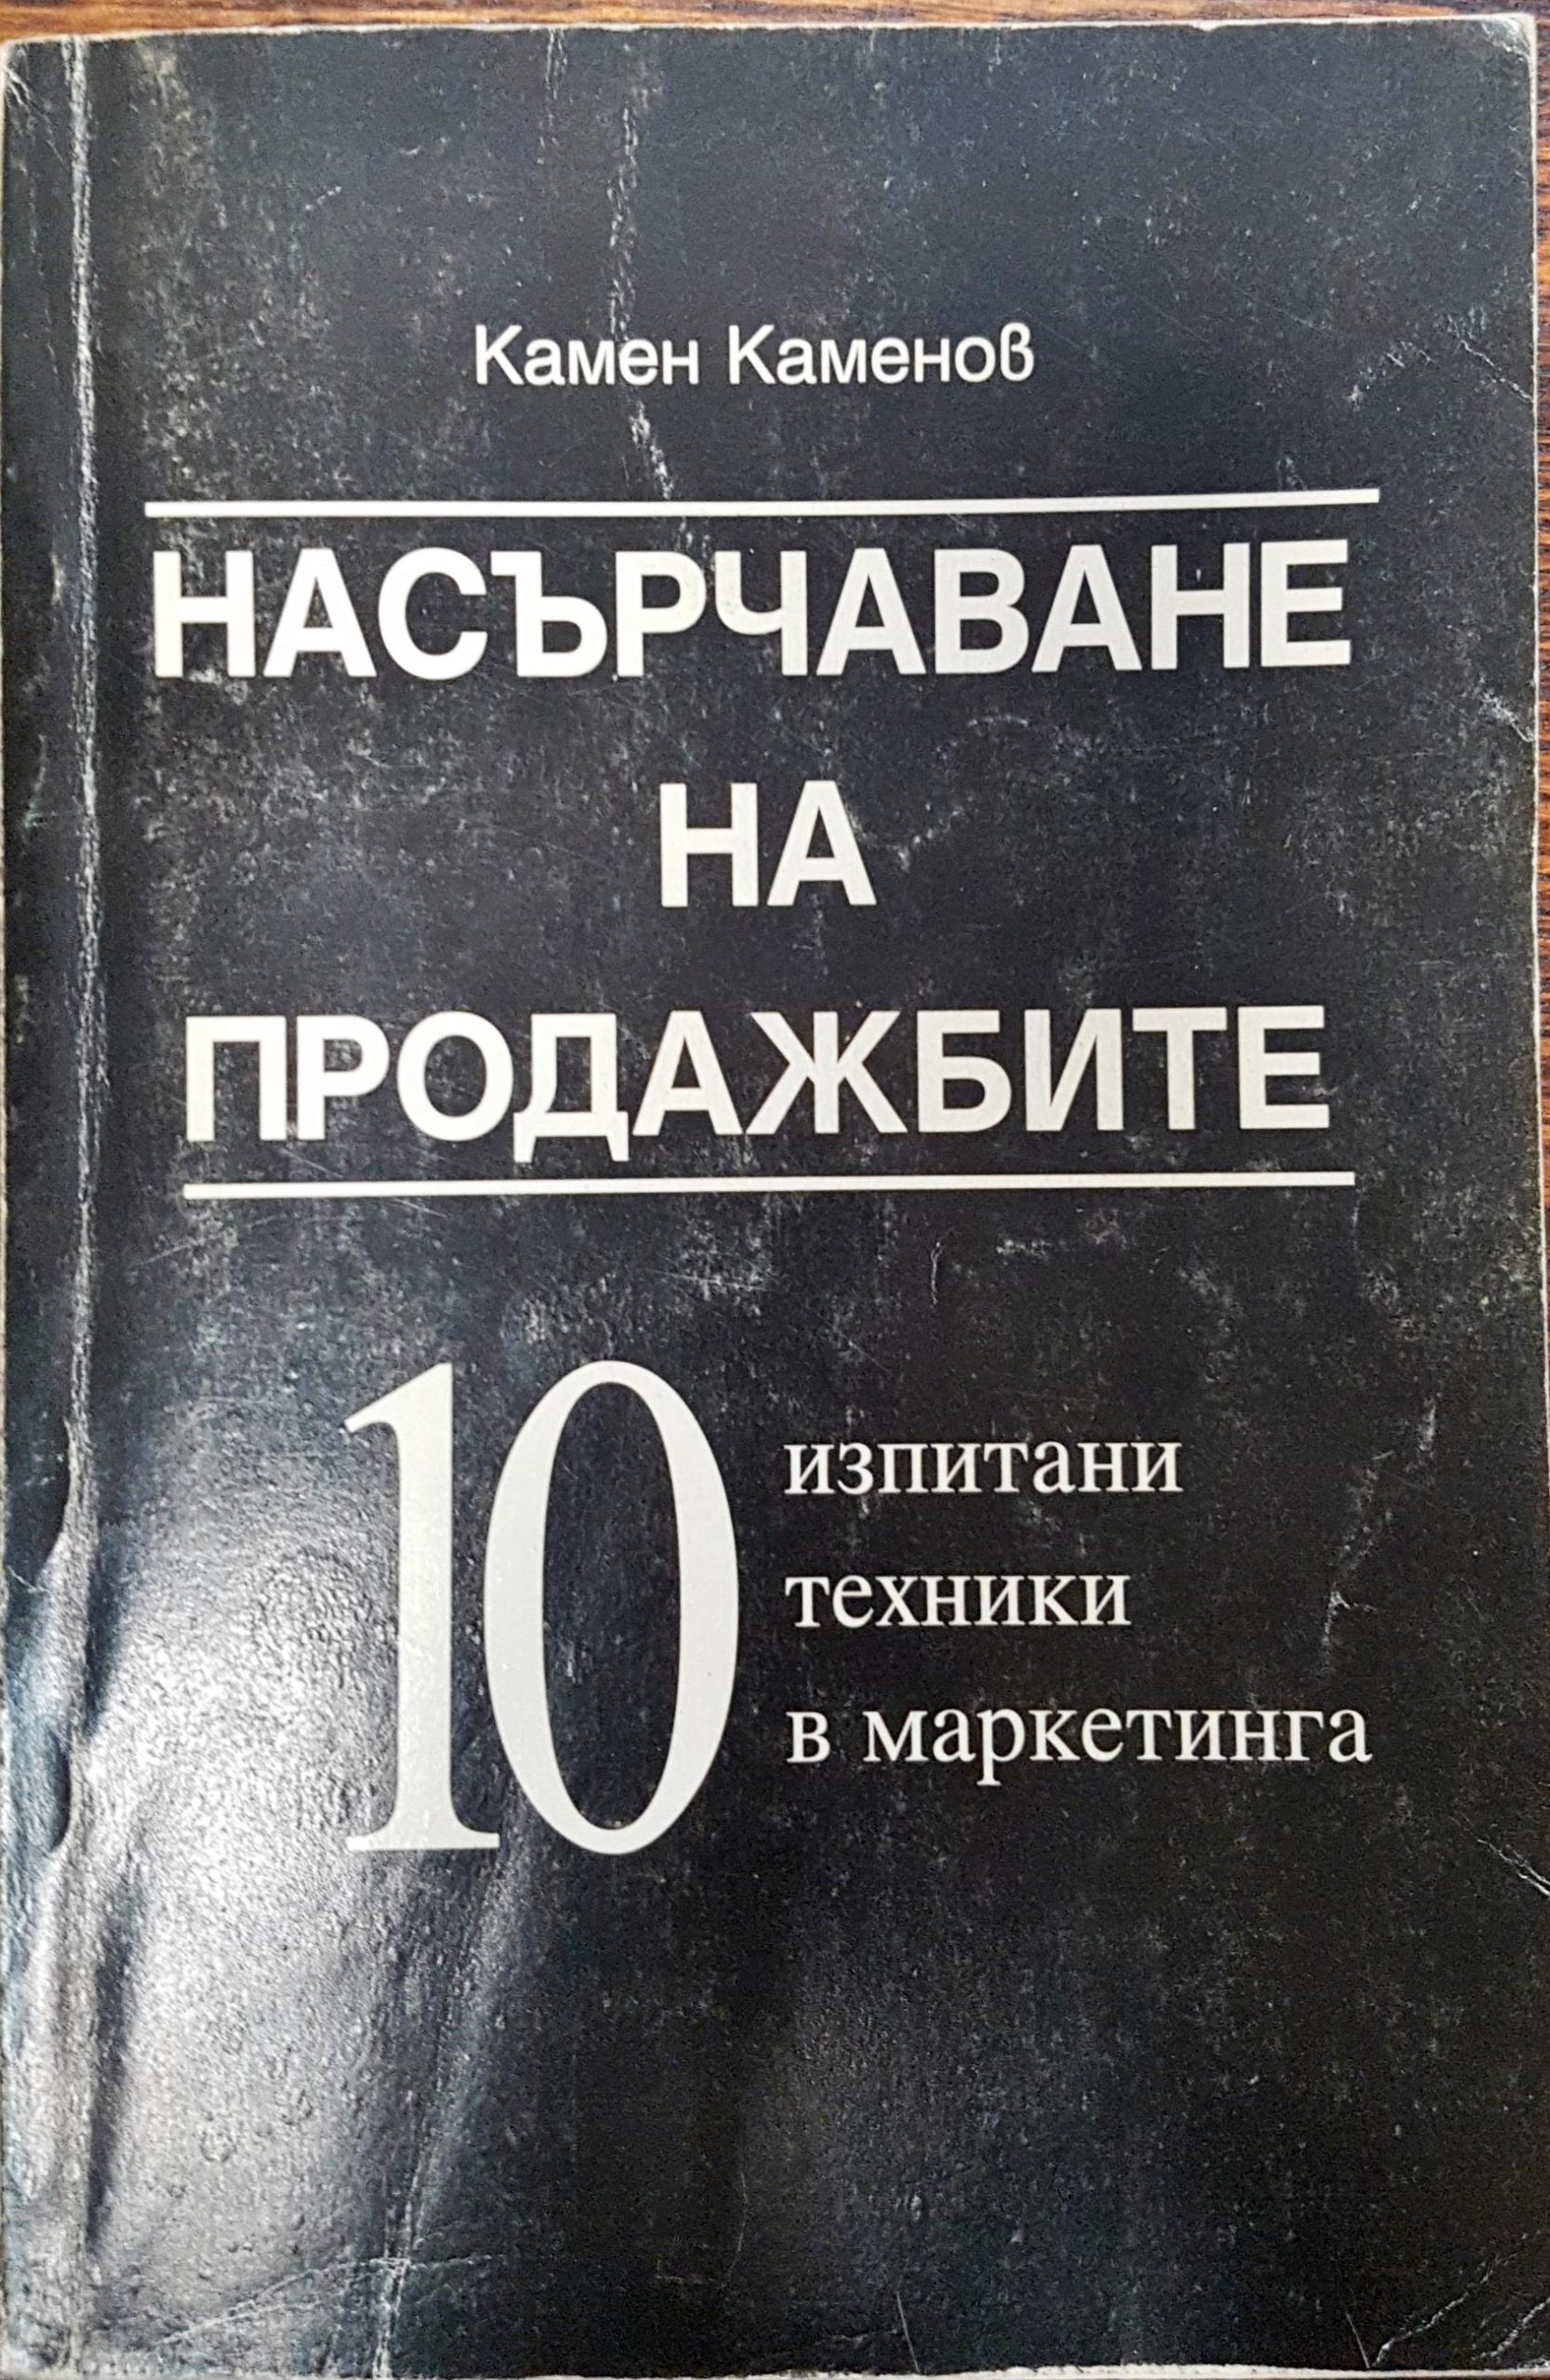 Камен Каменов
НАСЪРЧАВАНЕ
НА
ПРОДАЖБИТЕ
10
изпитани
техники
в маркетинга